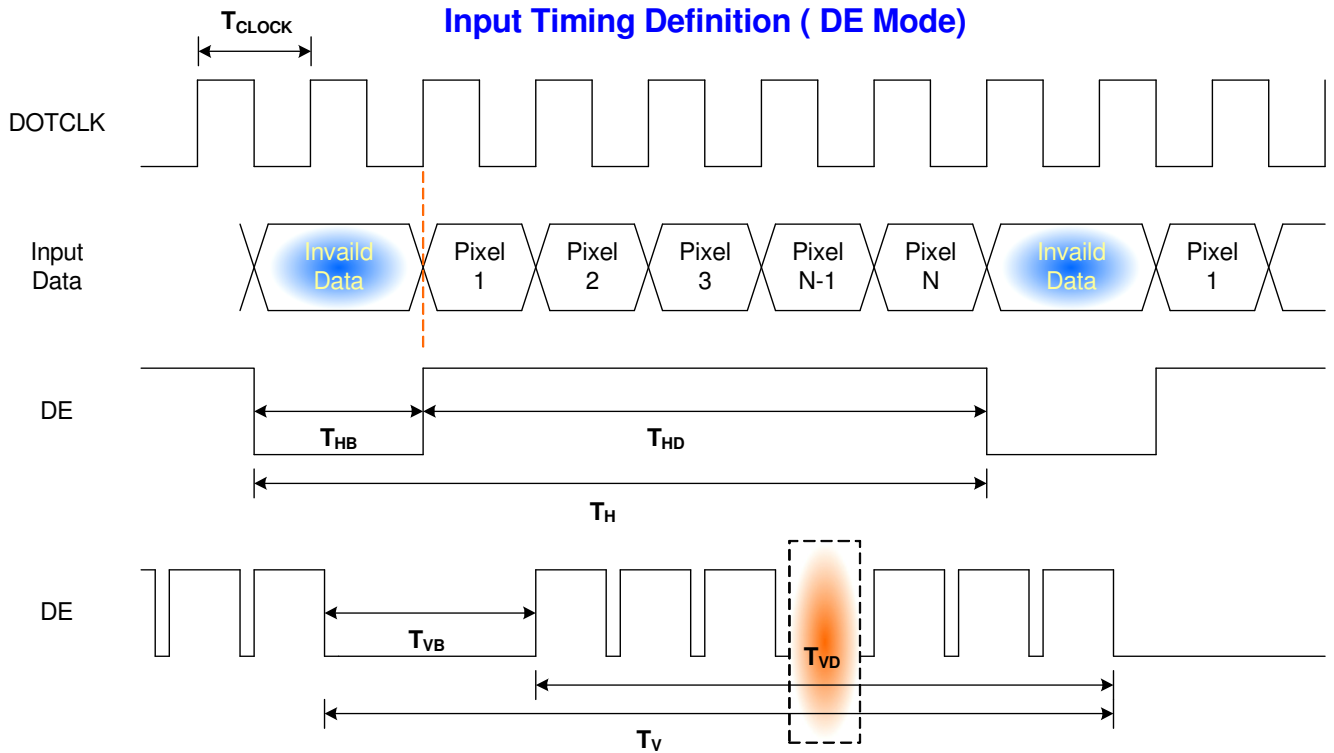 Input Timing Definition ( DE Mode)
TCLOCK
DOTCLK
Input
Data
Invaild
Data
Pixel
1
Pixel
2
Pixel
3
Pixel
N-1
Pixel
N
Invaild
Data
Pixel
1
DE
THB
THD
TH
DE
TVB
TVD
TV